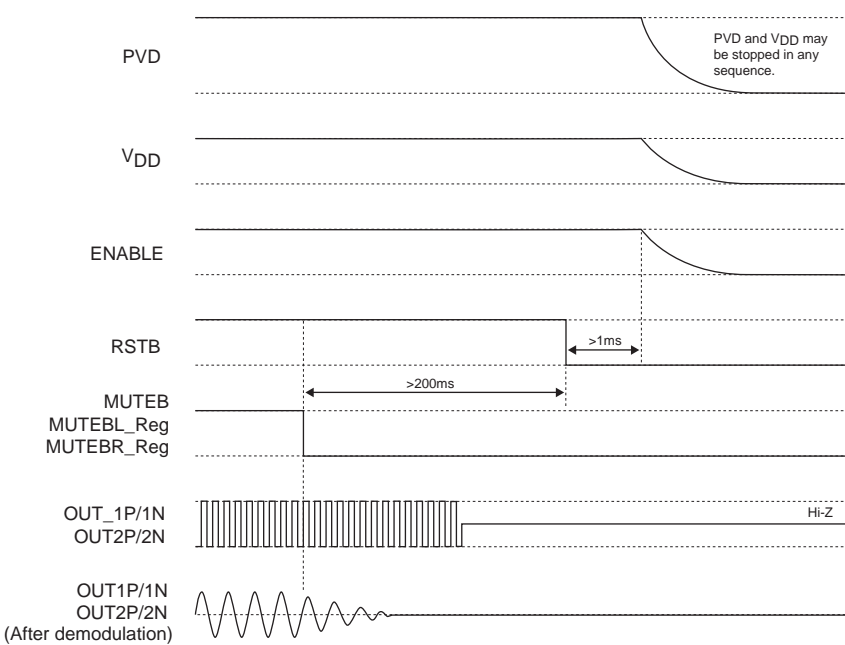 PVD
PVD and VDD may
be stopped in any
sequence.
VDD
ENABLE
RSTB
>1ms
>200ms
MUTEB
MUTEBL_Reg
MUTEBR_Reg
OUT_1P/1N
OUT2P/2N
Hi-Z
OUT1P/1N
OUT2P/2N
(After demodulation)